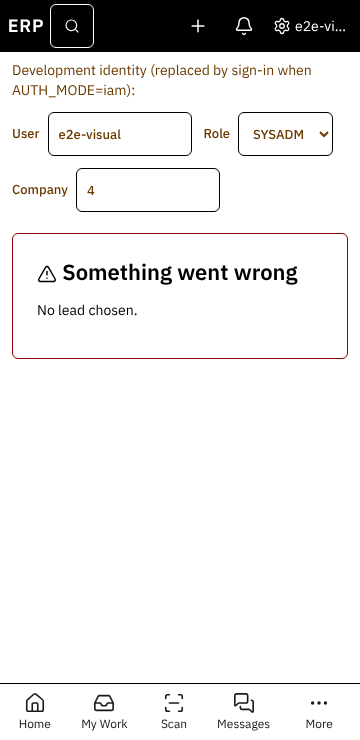 ERP e2e-vi...
Development identity (replaced by sign-in when
AUTH_MODE=iam):
User e2e-visual Role SYSADM
Company 4
Something went wrong
No lead chosen.
Home My Work Scan Messages More